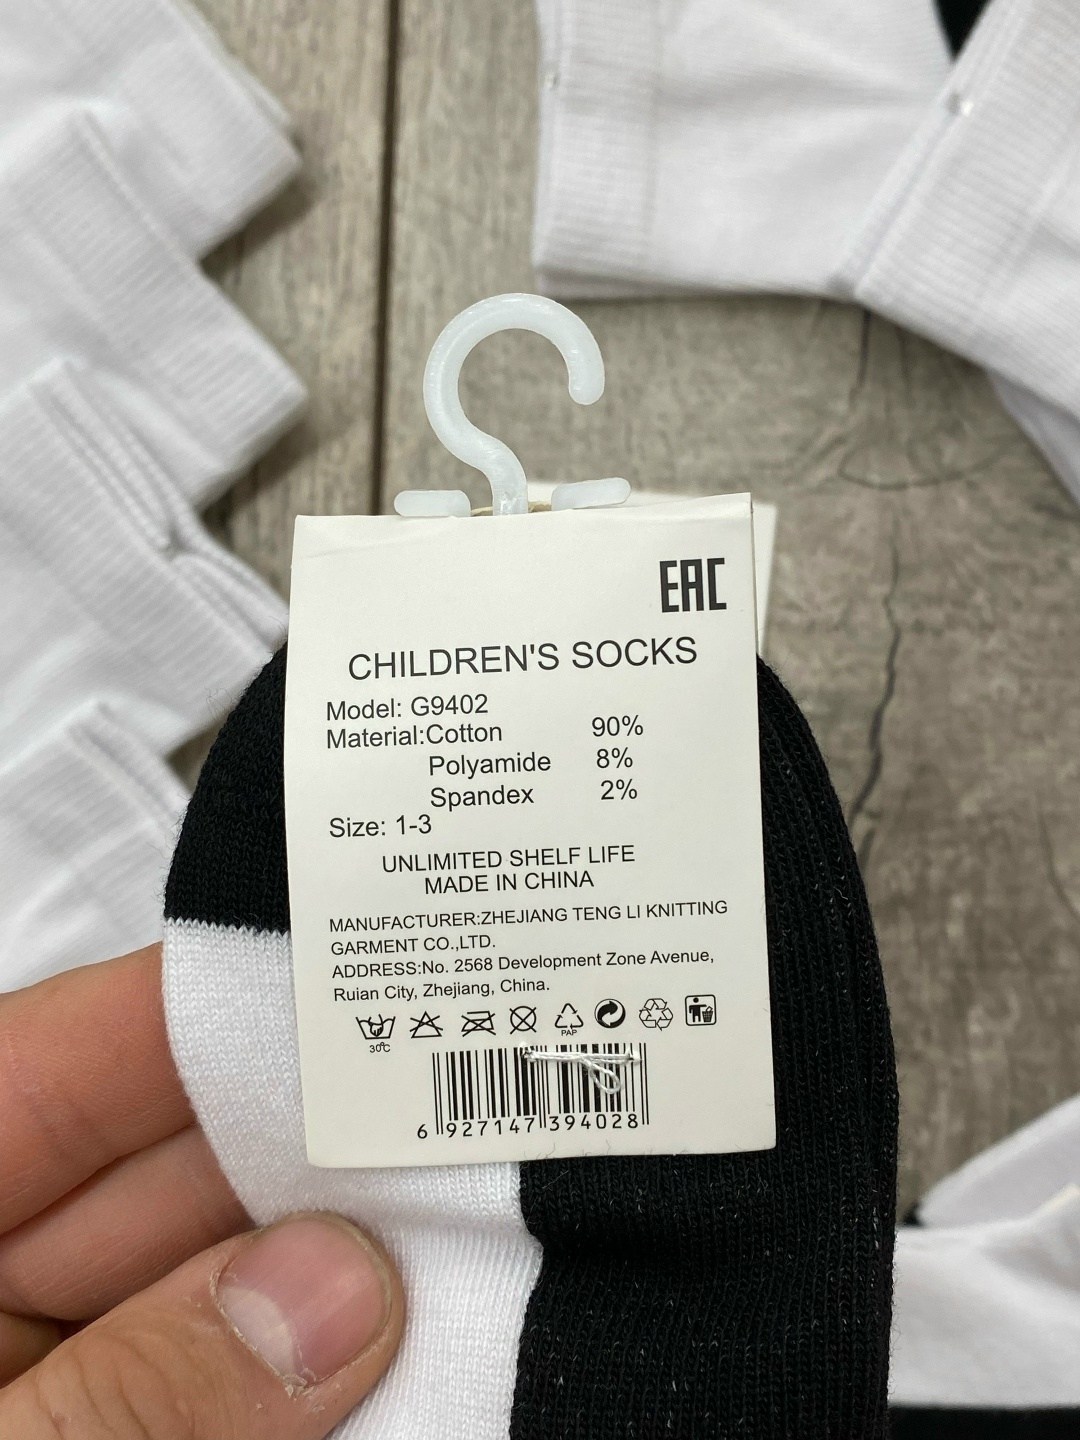 EAC
CHILDREN'S SOCKS
Model: G9402
Material:Cotton 90%
Polyamide 8%
Spandex 2%
Size: 1-3
UNLIMITED SHELF LIFE
MADE IN CHINA
MANUFACTURER:ZHEJIANG TENG LI KNITTING
GARMENT CO.,LTD.
ADDRESS:No. 2568 Development Zone Avenue,
Ruian City, Zhejiang, China.
30℃ PAP
6 927147 394028